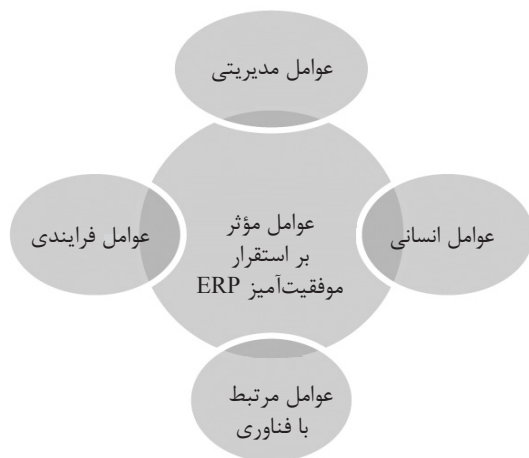 عوامل مدیریتی
عوامل انسانی
عوامل مؤثر
بر استقرار
موفقیت‌آمیز ERP
عوامل فرایندی
عوامل مرتبط
با فناوری